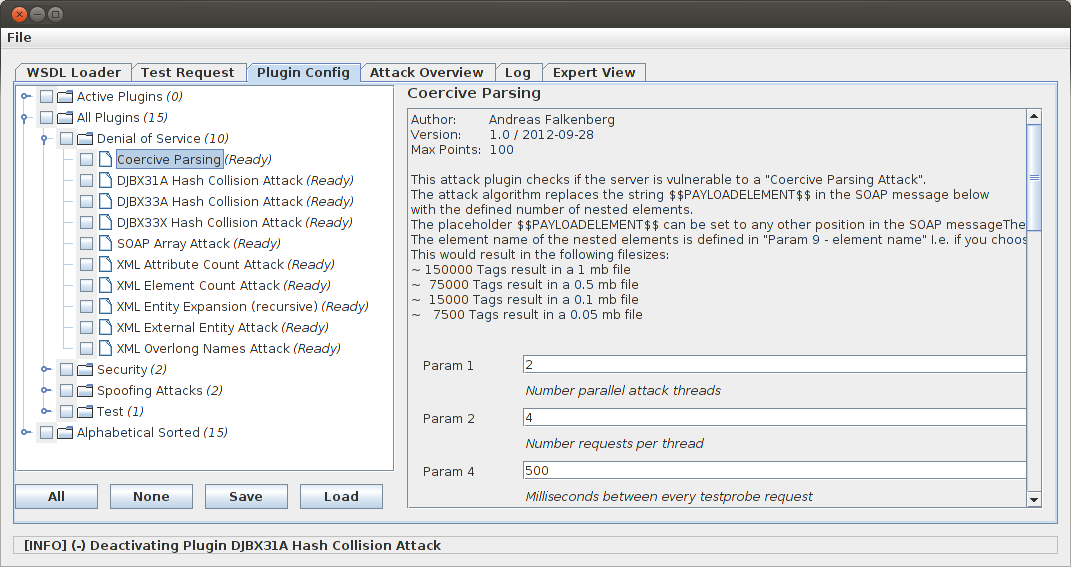 File
WSDL Loader
Test Request
Plugin Config
Attack Overview
Log
Expert View
Active Plugins (0)
All Plugins (15)
Denial of Service (10)
Coercive Parsing (Ready)
DJBX31A Hash Collision Attack (Ready)
DJBX33A Hash Collision Attack (Ready)
DJBX33X Hash Collision Attack (Ready)
SOAP Array Attack (Ready)
XML Attribute Count Attack (Ready)
XML Element Count Attack (Ready)
XML Entity Expansion (recursive) (Ready)
XML External Entity Attack (Ready)
XML Overlong Names Attack (Ready)
Security (2)
Spoofing Attacks (2)
Test (1)
Alphabetical Sorted (15)
All
None
Save
Load
Coercive Parsing
Author: Andreas Falkenberg
Version: 1.0 / 2012-09-28
Max Points: 100
This attack plugin checks if the server is vulnerable to a "Coercive Parsing Attack".
The attack algorithm replaces the string $$PAYLOADELEMENT$$ in the SOAP message below
with the defined number of nested elements.
The placeholder $$PAYLOADELEMENT$$ can be set to any other position in the SOAP messageThe
The element name of the nested elements is defined in "Param 9 - element name" I.e. if you choos
This would result in the following filesizes:
~ 150000 Tags result in a 1 mb file
~ 75000 Tags result in a 0.5 mb file
~ 15000 Tags result in a 0.1 mb file
~ 7500 Tags result in a 0.05 mb file
Param 1
2
Number parallel attack threads
Param 2
4
Number requests per thread
Param 4
500
Milliseconds between every testprobe request
[INFO] (-) Deactivating Plugin DJBX31A Hash Collision Attack